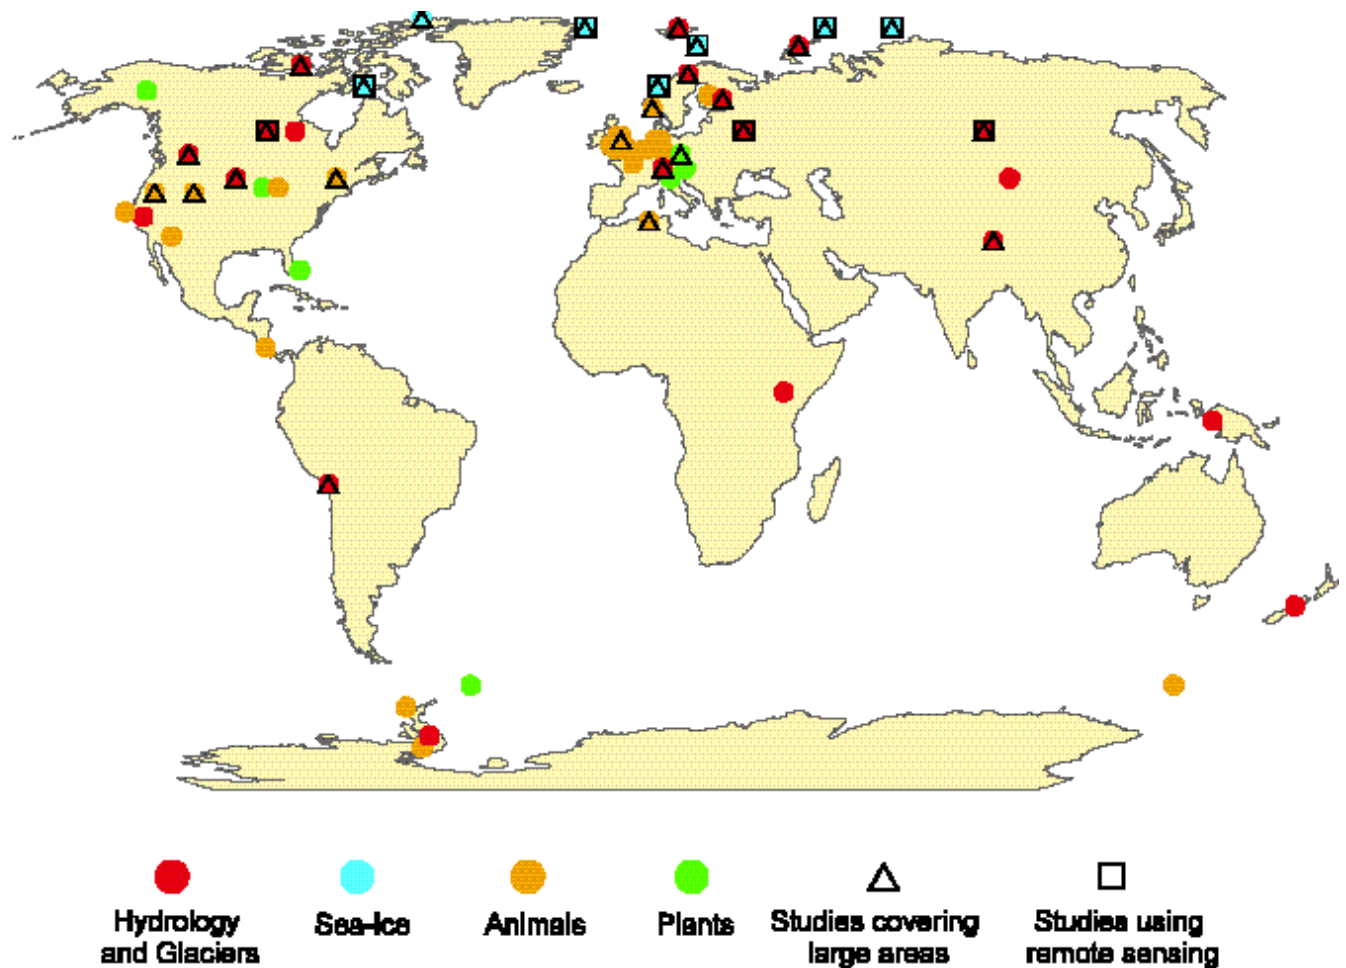 Hydrology
and Glaciers
Sea-Ice
Animals
Plants
Studies covering
large areas
Studies using
remote sensing